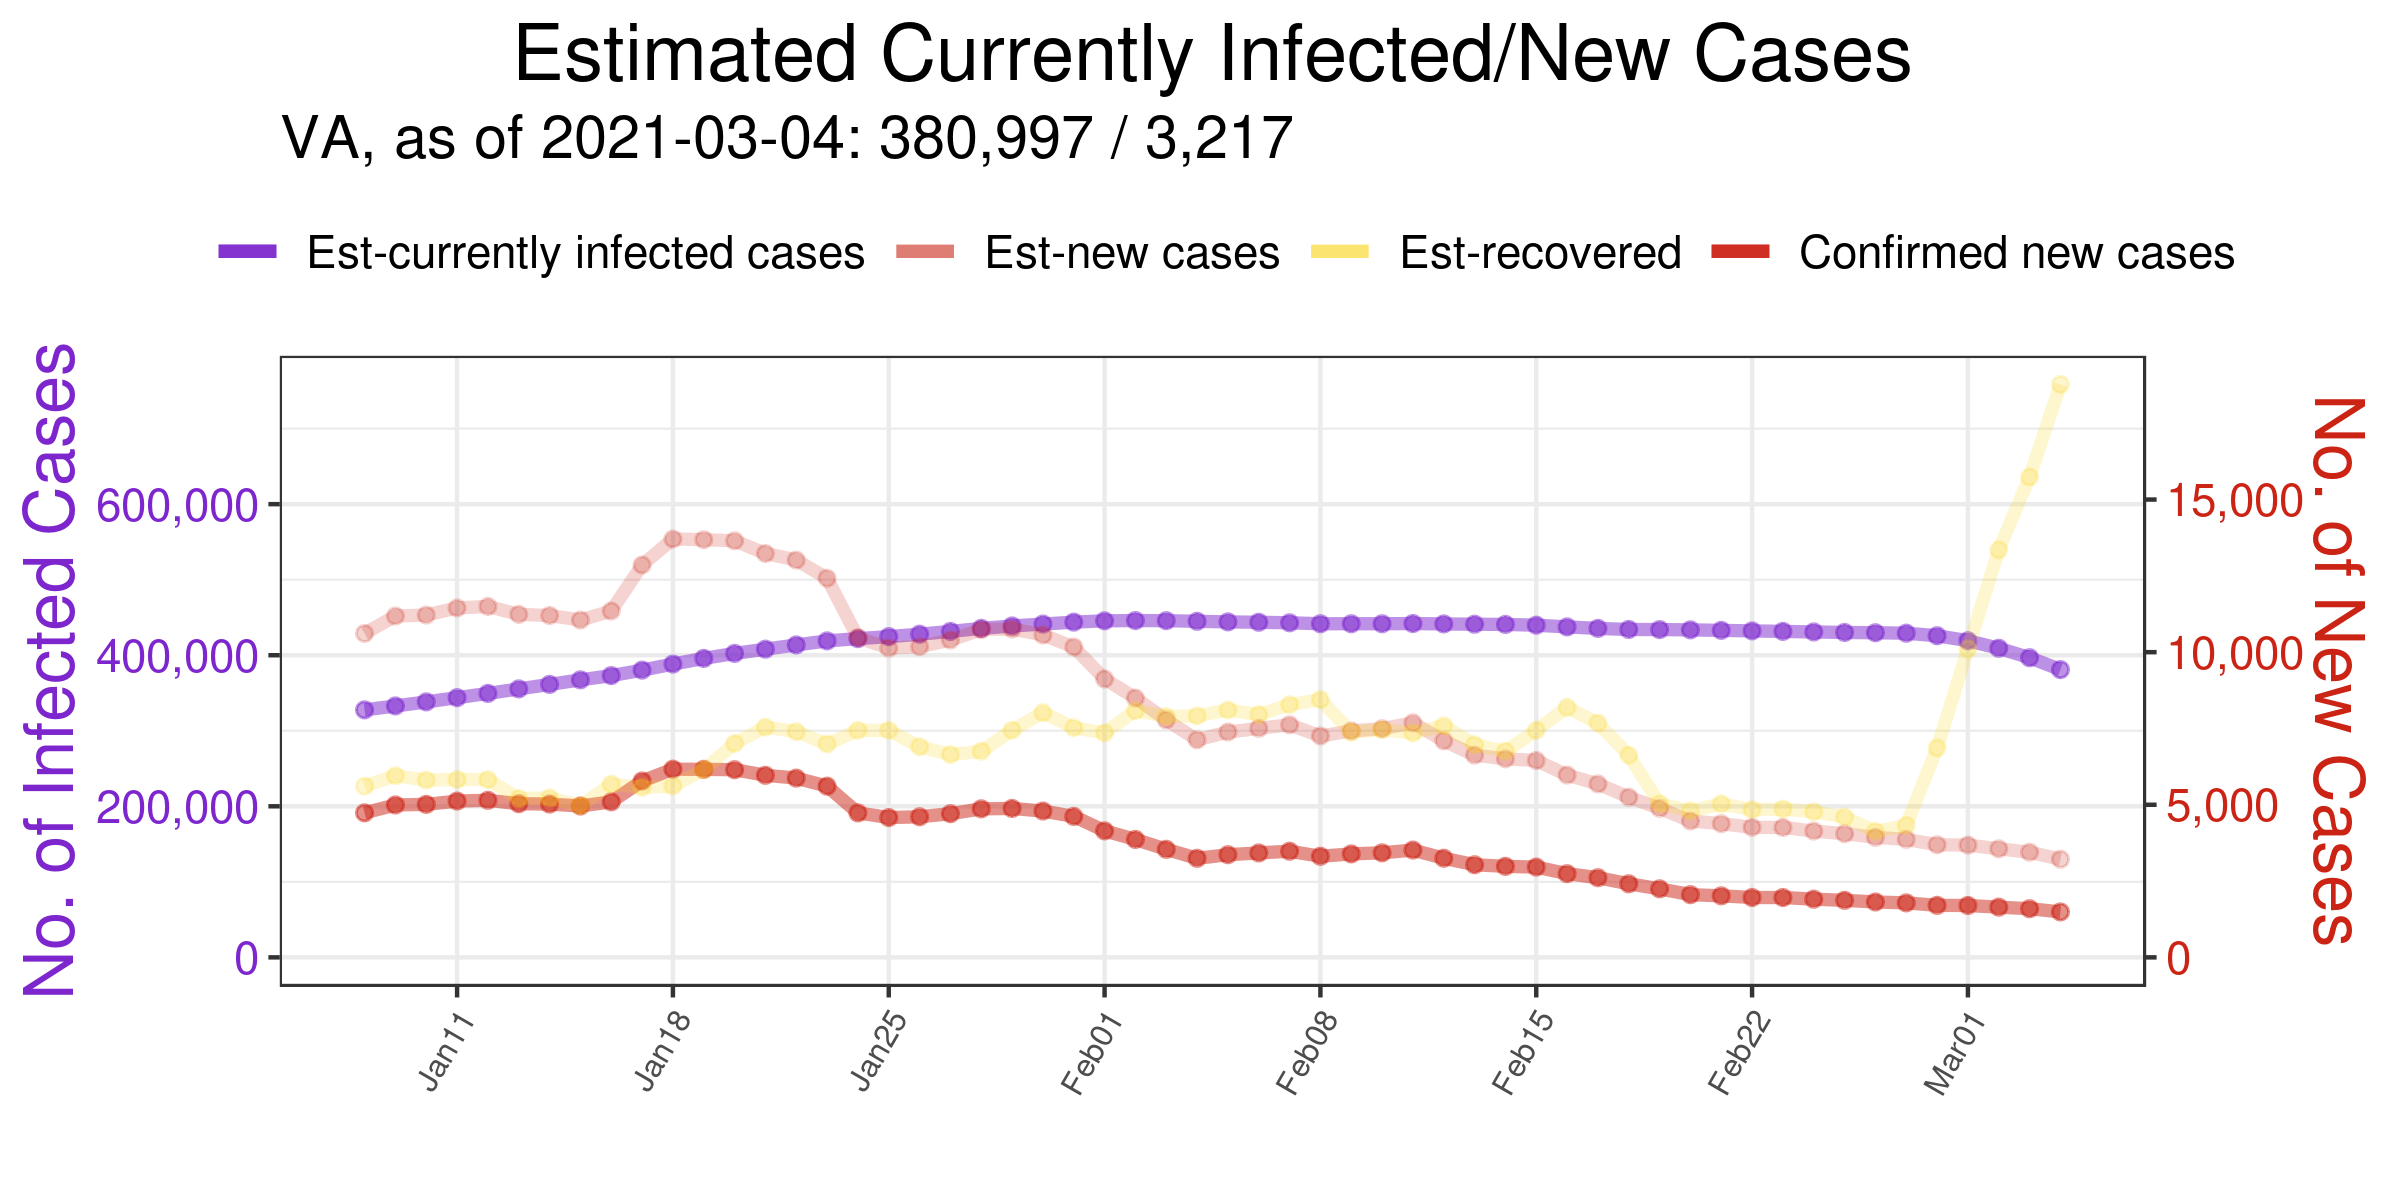 Estimated Currently Infected/New Cases
VA, as of 2021-03-04: 380,997 / 3,217
Est-currently infected cases Est-new cases Est-recovered Confirmed new cases
No. of Infected Cases
600,000
400,000
200,000
0
15,000
10,000
5,000
0
No. of New Cases
Jan11 Jan18 Jan25 Feb01 Feb08 Feb15 Feb22 Mar01